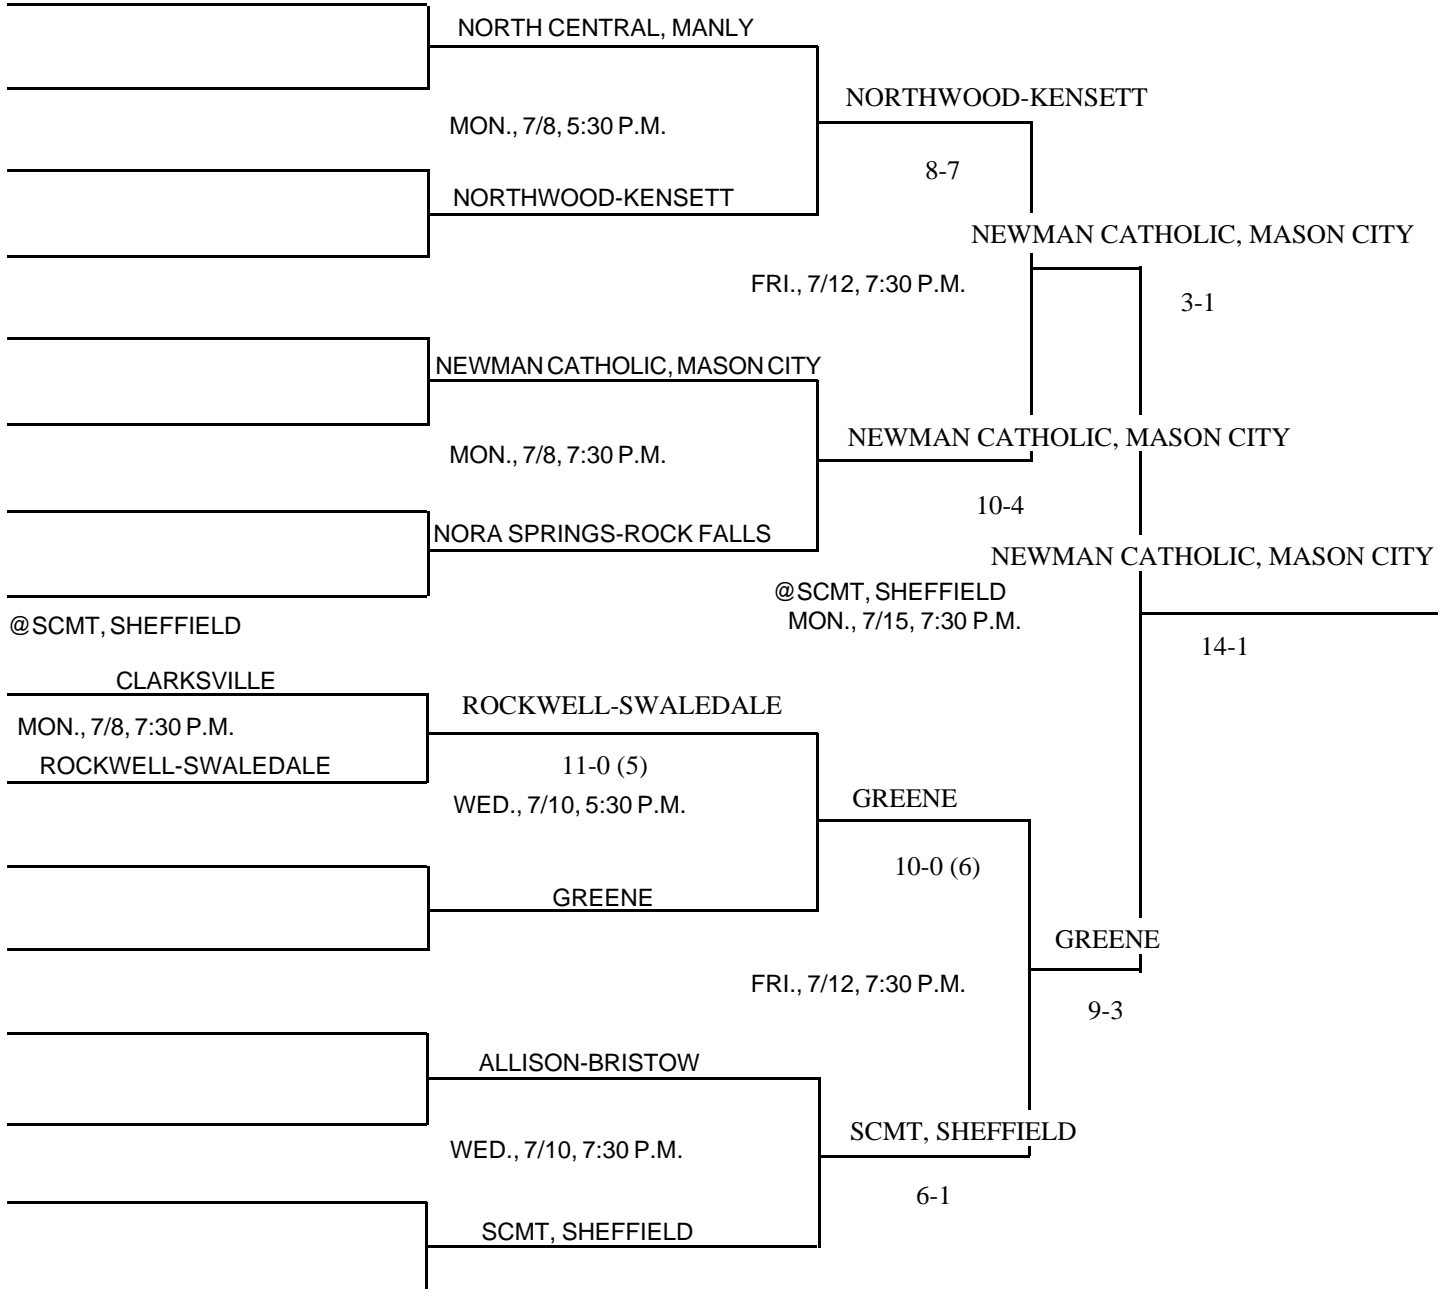 NORTH CENTRAL, MANLY
NORTHWOOD-KENSETT
MON., 7/8, 5:30 P.M.
8-7
NORTHWOOD-KENSETT
NEWMAN CATHOLIC, MASON CITY
FRI., 7/12, 7:30 P.M.
3-1
NEWMAN CATHOLIC, MASON CITY
NEWMAN CATHOLIC, MASON CITY
MON., 7/8, 7:30 P.M.
10-4
NORA SPRINGS-ROCK FALLS
NEWMAN CATHOLIC, MASON CITY
@SCMT, SHEFFIELD
MON., 7/15, 7:30 P.M.
@SCMT, SHEFFIELD
14-1
CLARKSVILLE
ROCKWELL-SWALEDALE
MON., 7/8, 7:30 P.M.
ROCKWELL-SWALEDALE
11-0 (5)
WED., 7/10, 5:30 P.M.
GREENE
10-0 (6)
GREENE
GREENE
FRI., 7/12, 7:30 P.M.
9-3
ALLISON-BRISTOW
SCMT, SHEFFIELD
WED., 7/10, 7:30 P.M.
6-1
SCMT, SHEFFIELD